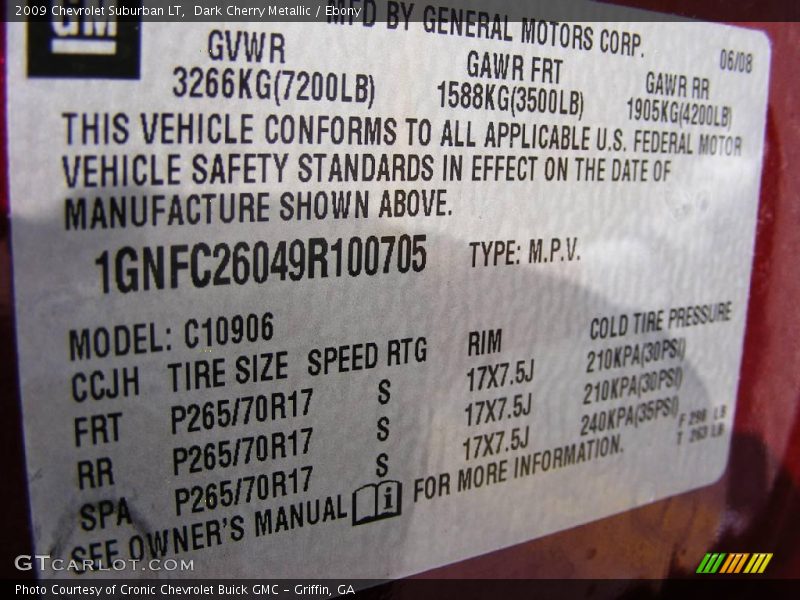 2009 Chevrolet Suburban LT, Dark Cherry Metallic / Ebony
GM
MFD BY GENERAL MOTORS CORP.
06/08
GVWR GAWR FRT GAWR RR
3266KG(7200LB) 1588KG(3500LB) 1905KG(4200LB)
THIS VEHICLE CONFORMS TO ALL APPLICABLE U.S. FEDERAL MOTOR
VEHICLE SAFETY STANDARDS IN EFFECT ON THE DATE OF
MANUFACTURE SHOWN ABOVE.
1GNFC26049R100705 TYPE: M.P.V.
MODEL: C10906
CCJH TIRE SIZE SPEED RTG RIM COLD TIRE PRESSURE
FRT P265/70R17 S 17X7.5J 210KPA(30PSI)
RR P265/70R17 S 17X7.5J 210KPA(30PSI)
SPA P265/70R17 S 17X7.5J 240KPA(35PSI)
F 298 LB
T 263 LB
SEE OWNER'S MANUAL i FOR MORE INFORMATION.
GTcarlot.com
Photo Courtesy of Cronic Chevrolet Buick GMC - Griffin, GA